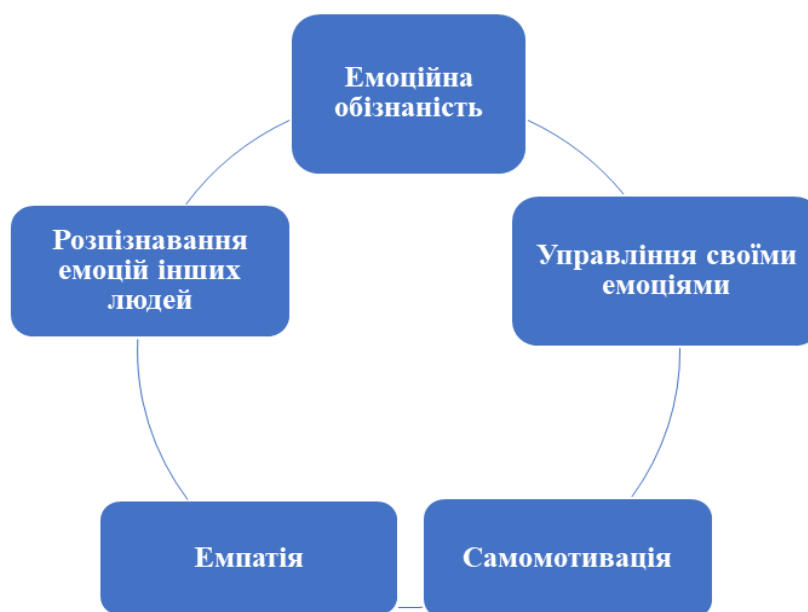 Емоційна
обізнаність
Управління своїми
емоціями
Самомотивація
Емпатія
Розпізнавання
емоцій інших
людей